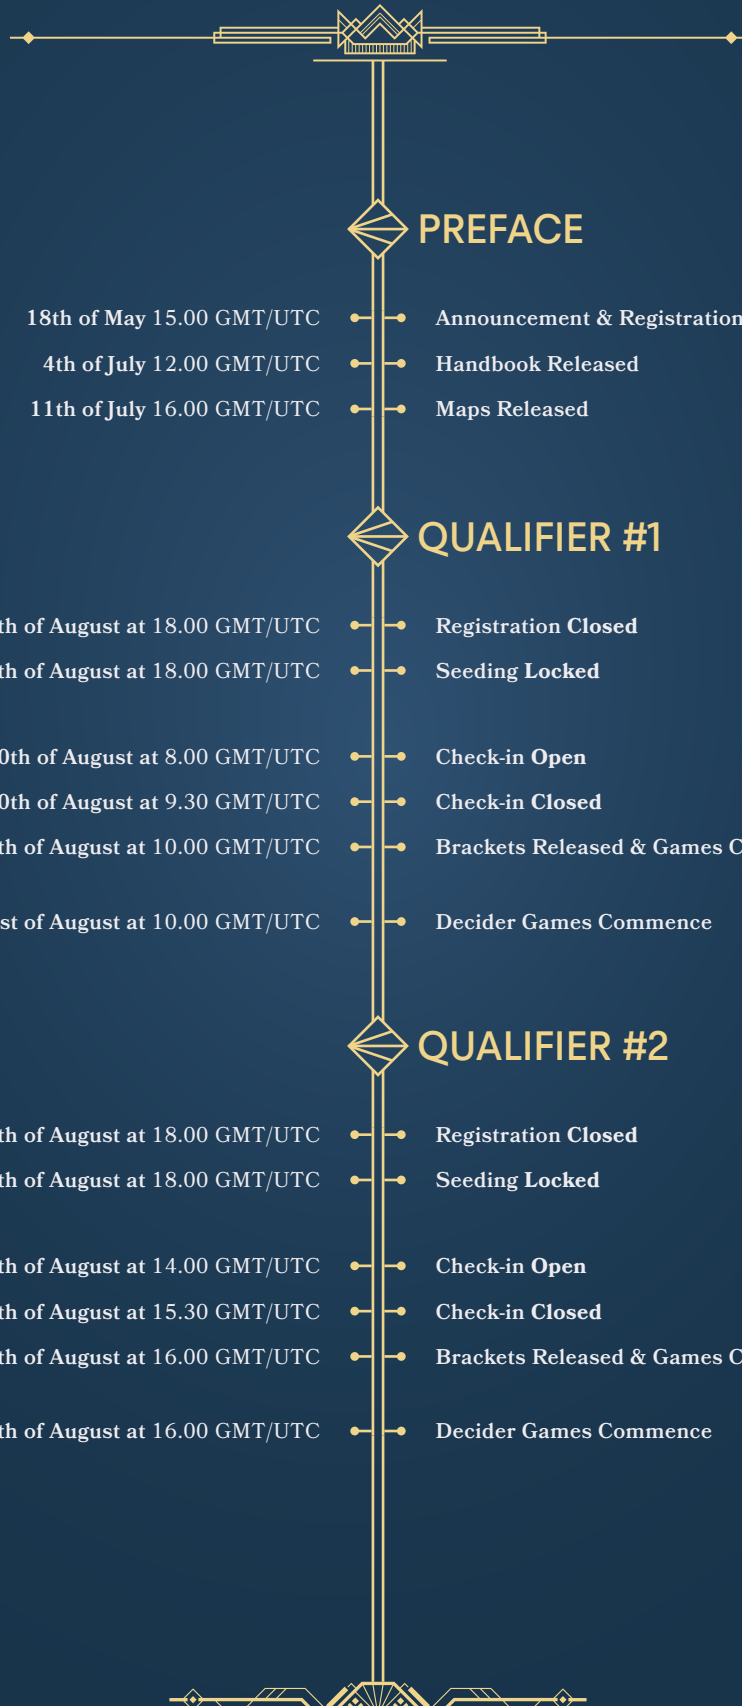 PREFACE
18th of May 15.00 GMT/UTC Announcement & Registration
4th of July 12.00 GMT/UTC Handbook Released
11th of July 16.00 GMT/UTC Maps Released
QUALIFIER #1
th of August at 18.00 GMT/UTC Registration Closed
th of August at 18.00 GMT/UTC Seeding Locked
0th of August at 8.00 GMT/UTC Check-in Open
0th of August at 9.30 GMT/UTC Check-in Closed
th of August at 10.00 GMT/UTC Brackets Released & Games C
st of August at 10.00 GMT/UTC Decider Games Commence
QUALIFIER #2
th of August at 18.00 GMT/UTC Registration Closed
th of August at 18.00 GMT/UTC Seeding Locked
th of August at 14.00 GMT/UTC Check-in Open
th of August at 15.30 GMT/UTC Check-in Closed
th of August at 16.00 GMT/UTC Brackets Released & Games C
th of August at 16.00 GMT/UTC Decider Games Commence